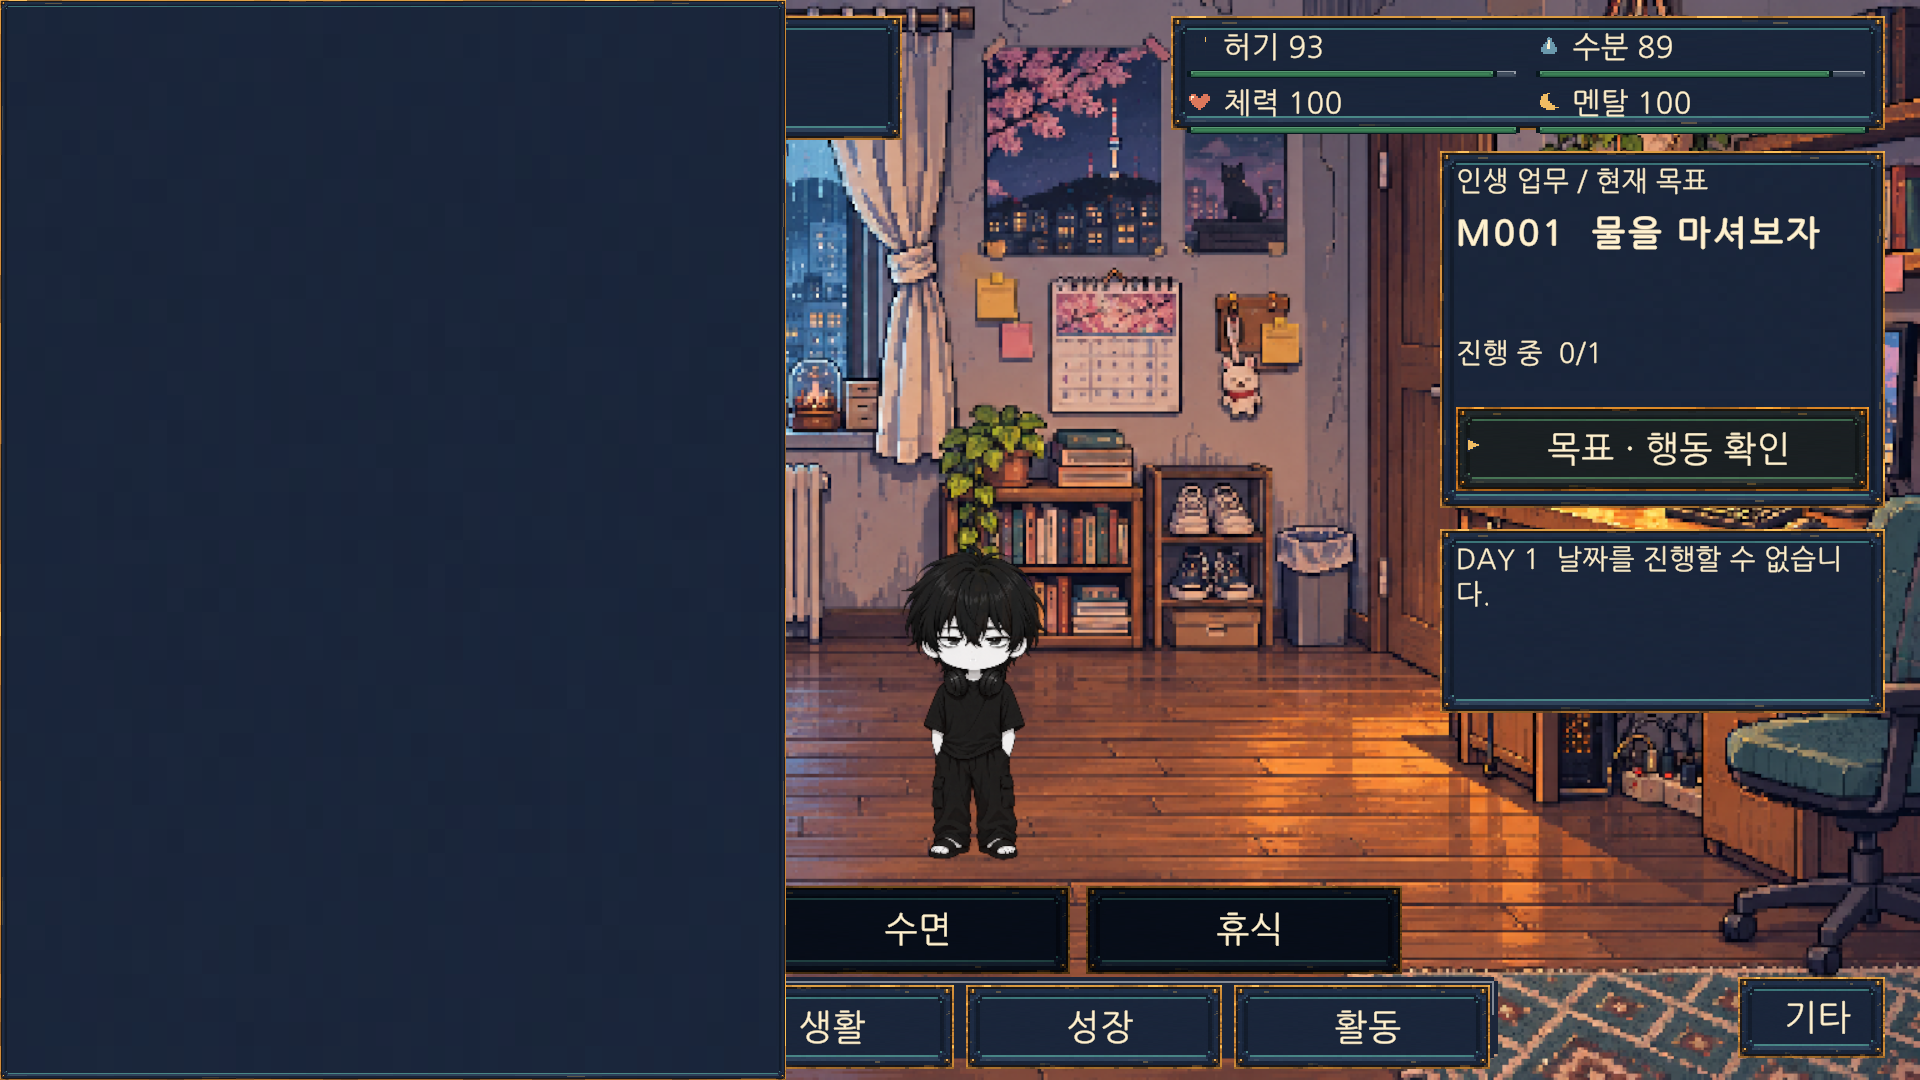 허기 93
수분 89
체력 100
멘탈 100
인생 업무 / 현재 목표
M001 물을 마셔보자
진행 중 0/1
목표 · 행동 확인
DAY 1 날짜를 진행할 수 없습니
다.
수면
휴식
생활
성장
활동
기타